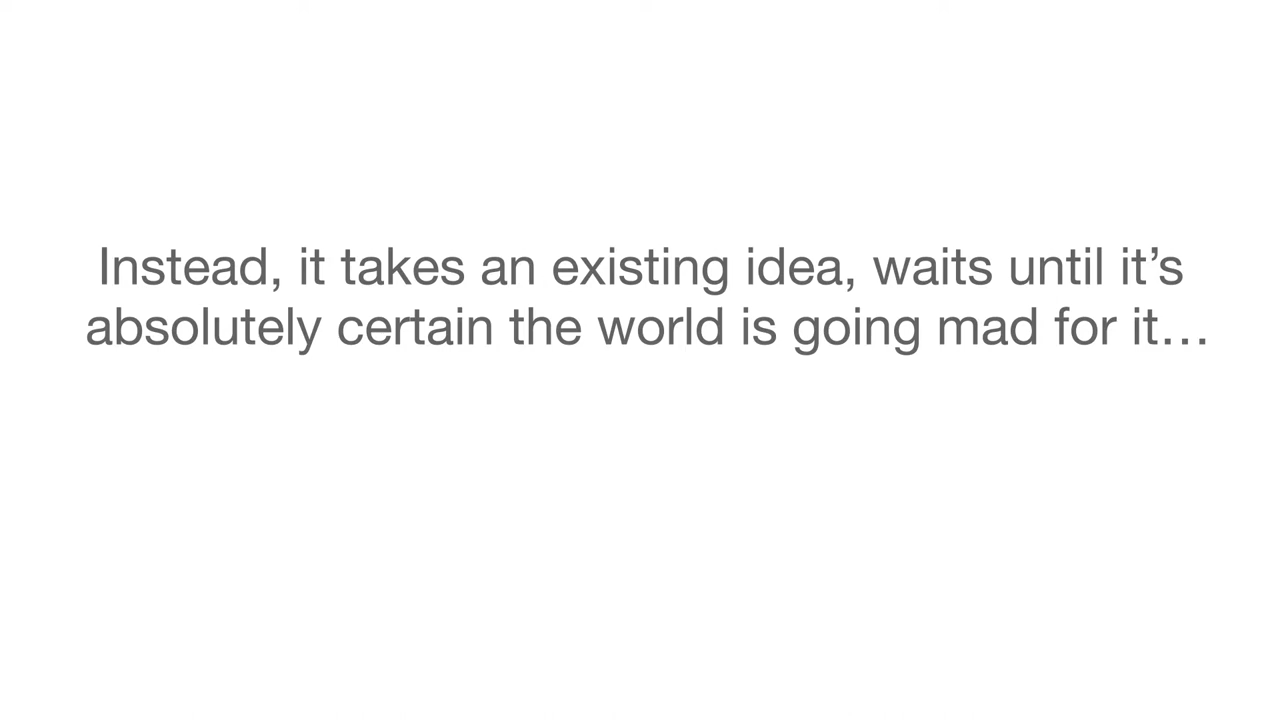 Instead, it takes an existing idea, waits until it’s
absolutely certain the world is going mad for it…